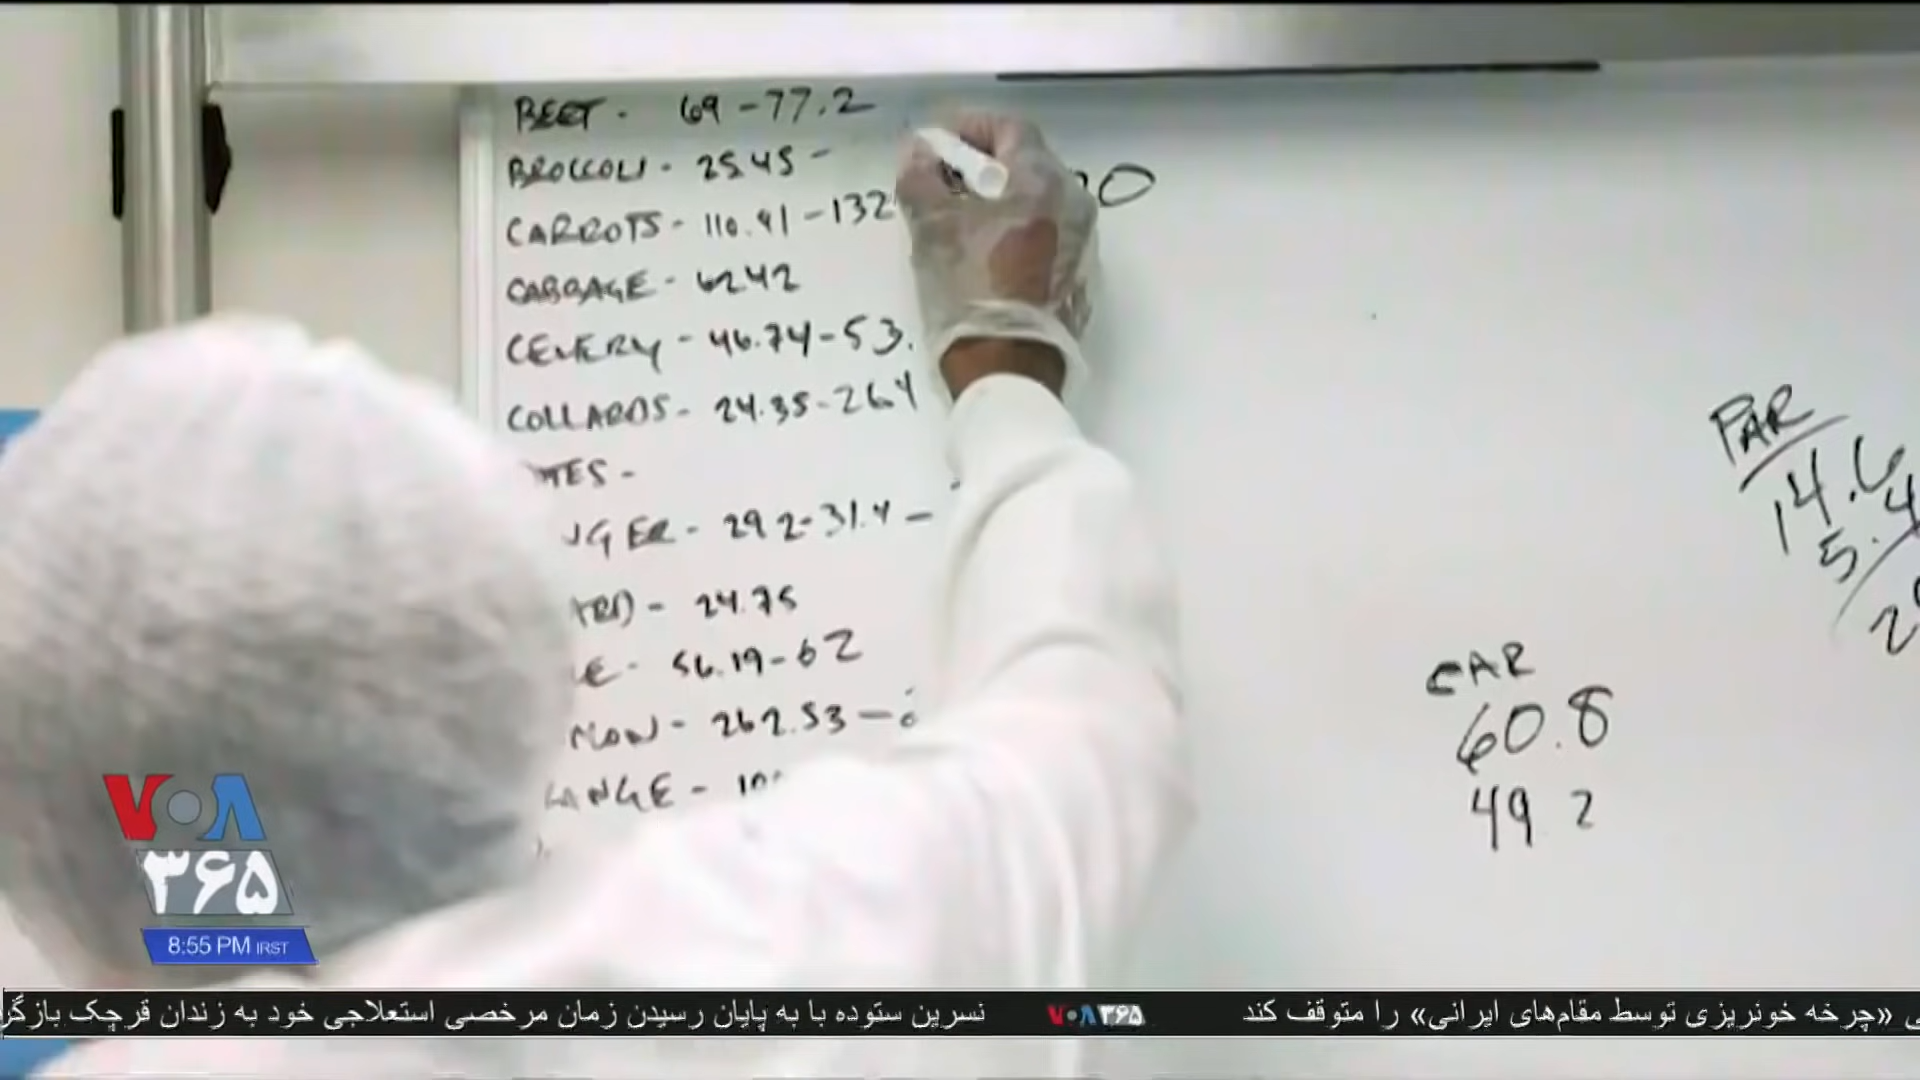 BEET - 69-77.2
BROCCOLI - 25.45 -
CARROTS - 110.91-132
CABBAGE - 62.42
CELERY - 46.74-53.
COLLARDS - 24.35-26.4
29.2-31.4 -
24.75
56.19-62
262.53 -
PAR
14.6
CAR
60.8
49.2
VOA
۳۶۵
8:55 PM IRST
«چرخه خونریزی توسط مقام‌های ایرانی» را متوقف کند
VOA۳۶۵
نسرین ستوده با به پایان رسیدن زمان مرخصی استعلاجی خود به زندان قرچک